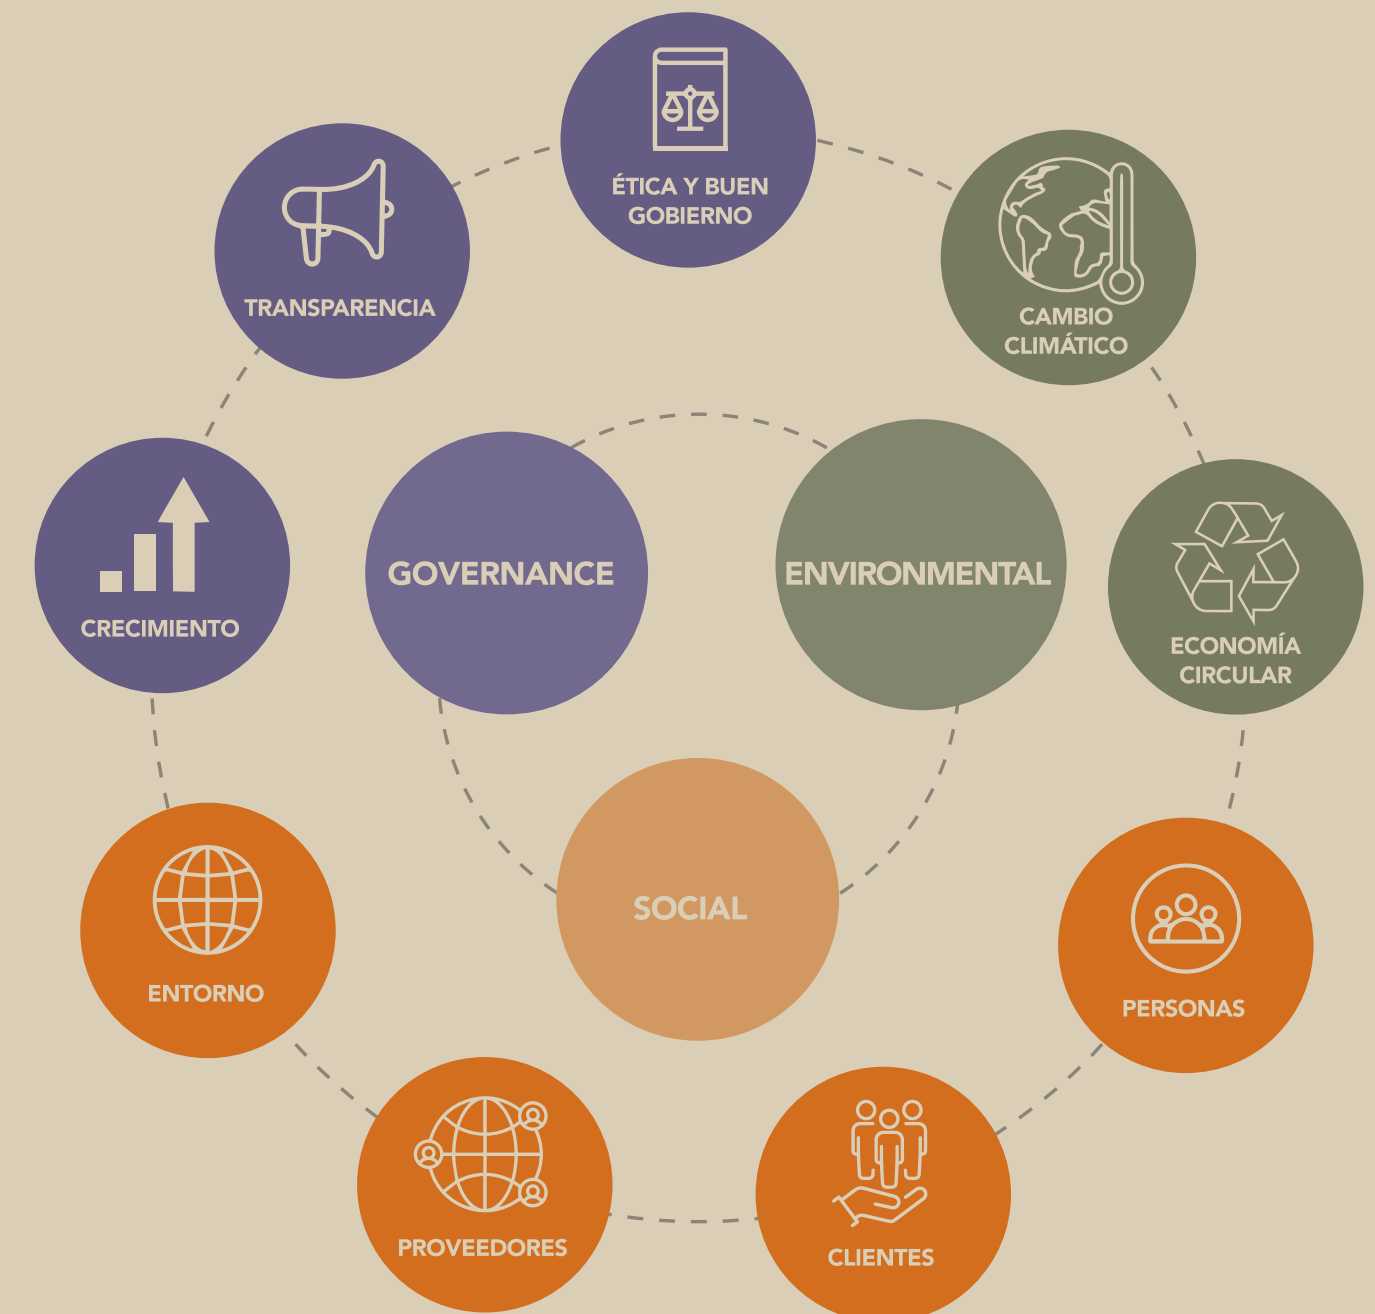 ÉTICA Y BUEN
GOBIERNO
TRANSPARENCIA
CAMBIO
CLIMÁTICO
GOVERNANCE
ENVIRONMENTAL
CRECIMIENTO
ECONOMÍA
CIRCULAR
SOCIAL
ENTORNO
PERSONAS
PROVEEDORES
CLIENTES